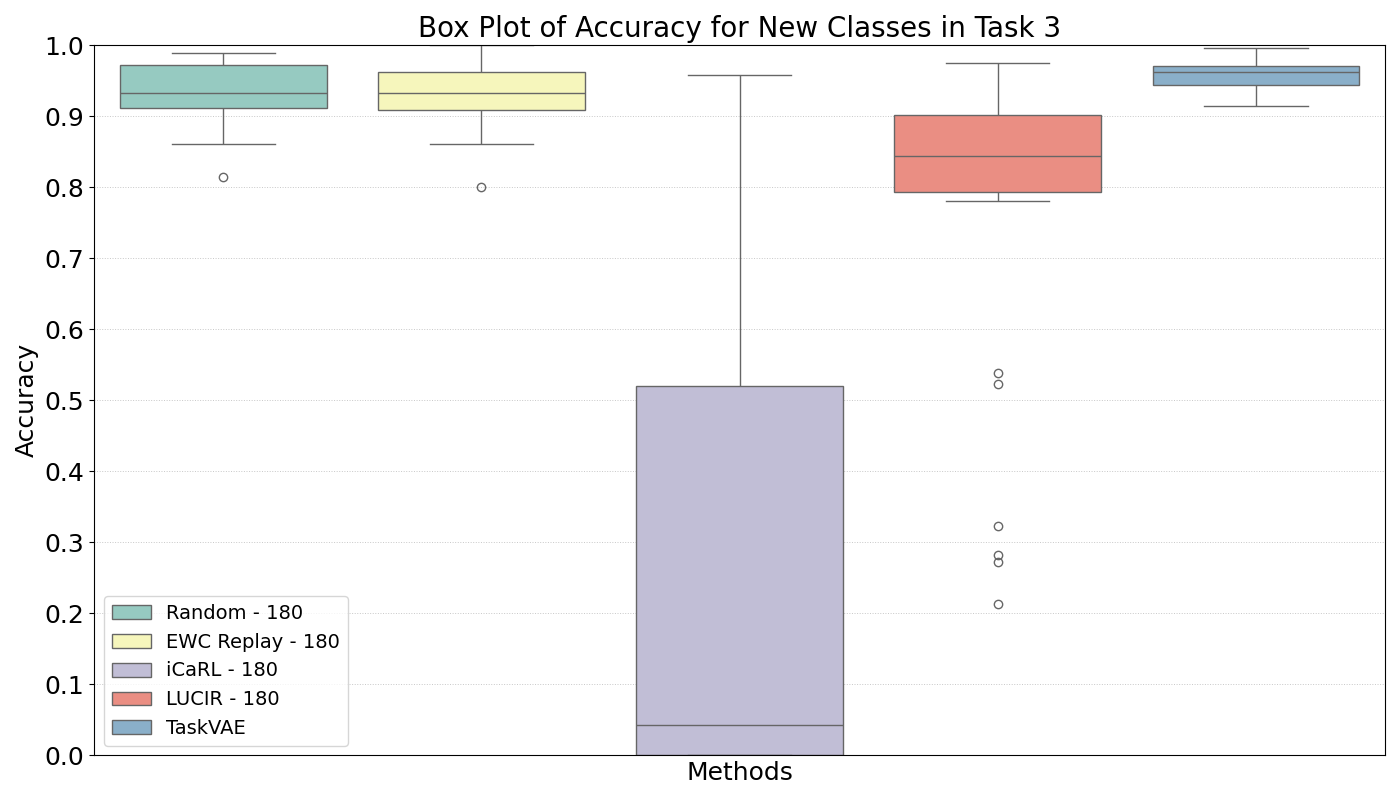 Box Plot of Accuracy for New Classes in Task 3
1.0
0.9
0.8
0.7
0.6
0.5
0.4
0.3
0.2
0.1
0.0
Accuracy
Random - 180
EWC Replay - 180
iCaRL - 180
LUCIR - 180
TaskVAE
Methods